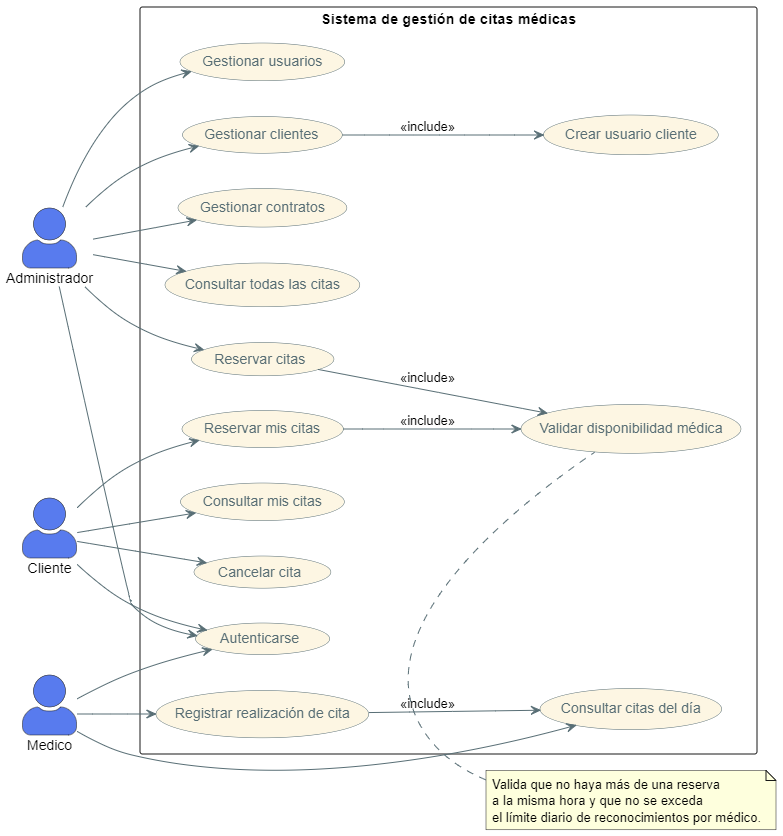 Sistema de gestión de citas médicas
Gestionar usuarios
Gestionar clientes
«include»
Crear usuario cliente
Gestionar contratos
Administrador
Consultar todas las citas
Reservar citas
«include»
Reservar mis citas
«include»
Validar disponibilidad médica
Consultar mis citas
Cliente
Cancelar cita
Autenticarse
Registrar realización de cita
«include»
Consultar citas del día
Medico
Valida que no haya más de una reserva
a la misma hora y que no se exceda
el límite diario de reconocimientos por médico.